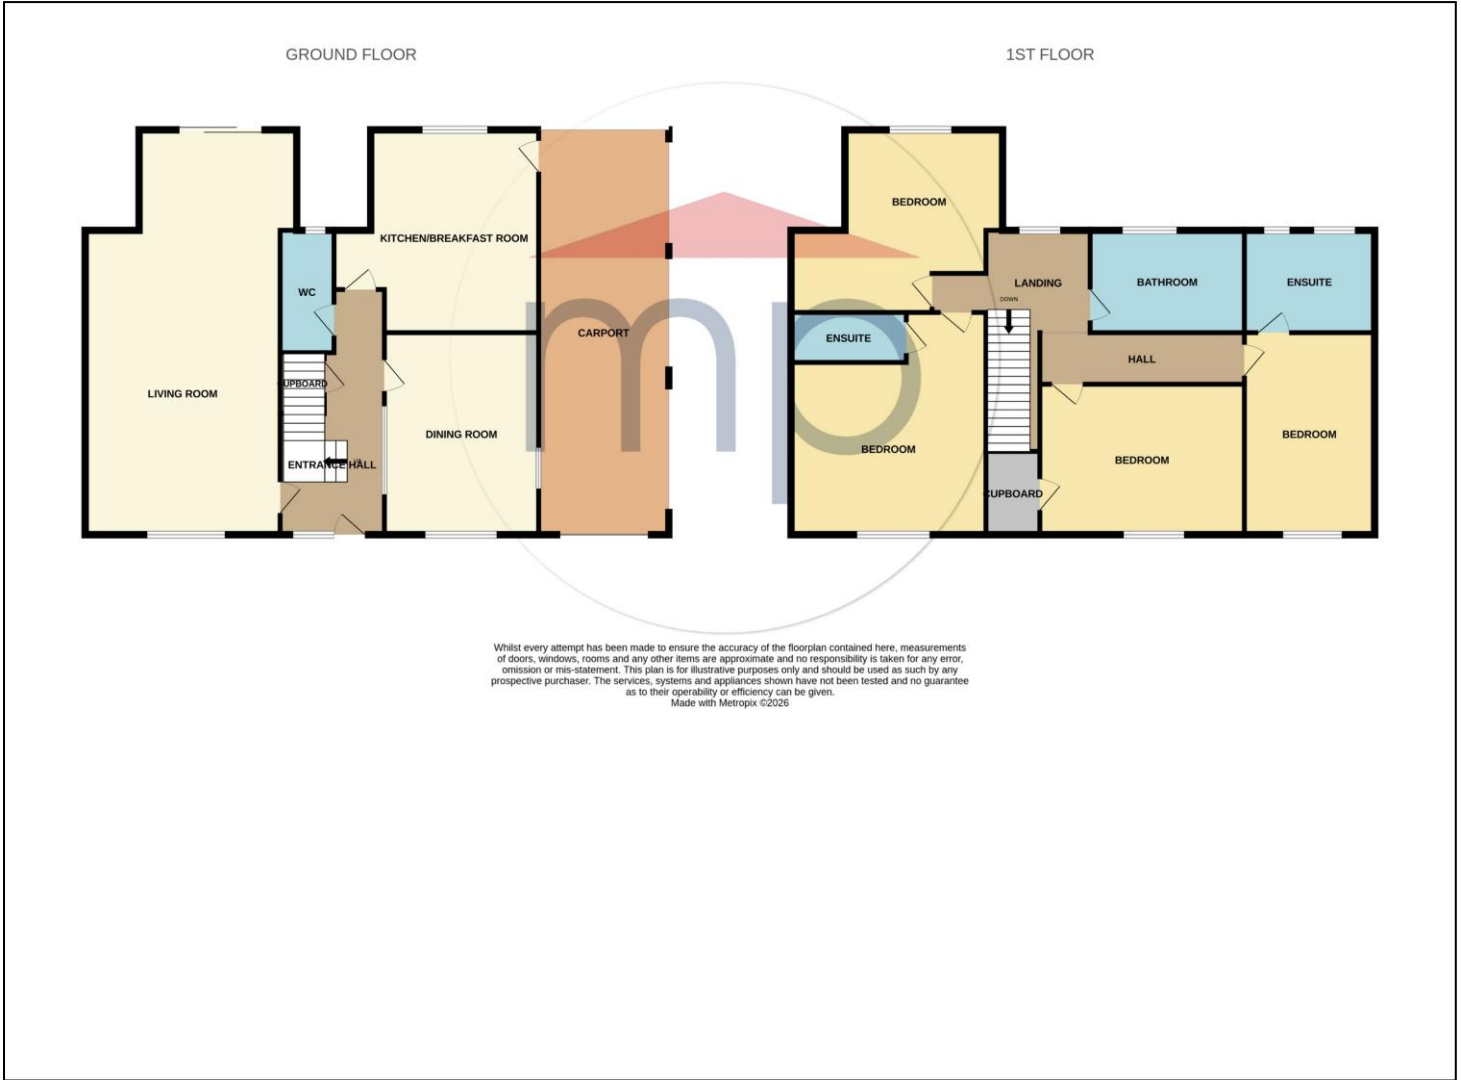 GROUND FLOOR
1ST FLOOR
BEDROOM
KITCHEN/BREAKFAST ROOM
WC
LANDING
DOWN
BATHROOM
ENSUITE
CARPORT
ENSUITE
HALL
CUPBOARD
LIVING ROOM
DINING ROOM
ENTRANCE HALL
BEDROOM
BEDROOM
BEDROOM
CUPBOARD
mp
Whilst every attempt has been made to ensure the accuracy of the floorplan contained here, measurements
of doors, windows, rooms and any other items are approximate and no responsibility is taken for any error,
omission or mis-statement. This plan is for illustrative purposes only and should be used as such by any
prospective purchaser. The services, systems and appliances shown have not been tested and no guarantee
as to their operability or efficiency can be given.
Made with Metropix ©2026